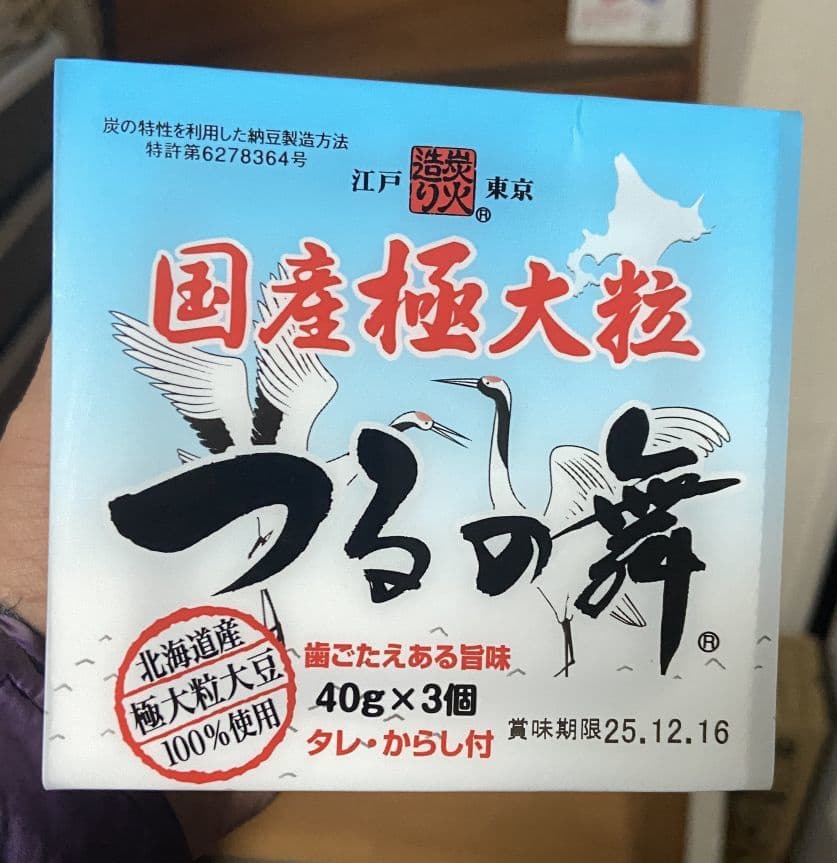 炭の特性を利用した納豆製造方法
特許第6278364号
江戸 炭火造り® 東京
国産極大粒
つるの舞®
北海道産
極大粒大豆
100%使用
歯ごたえある旨味
40g×3個
タレ・からし付
賞味期限25.12.16